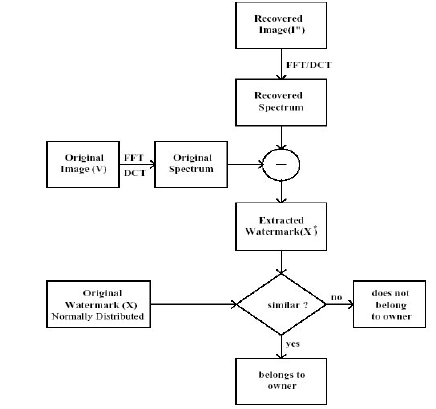 Recovered
Image(I")
FFT/DCT
Recovered
Spectrum
Original
Image (V)
FFT
DCT
Original
Spectrum
Extracted
Watermark(X*)
Original
Watermark (X)
Normally Distributed
similar ?
no
does not
belong
to owner
yes
belongs to
owner